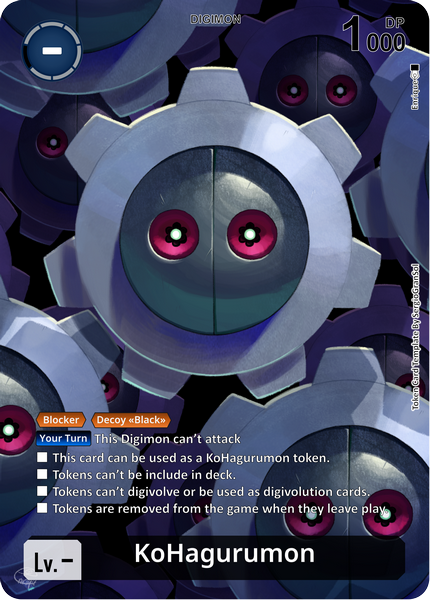 DIGIMON
DP
1000
-
Enrique
Token Card Template By SergioGranSol
Blocker Decoy «Black»
Your Turn This Digimon can't attack
This card can be used as a KoHagurumon token.
Tokens can't be include in deck.
Tokens can't digivolve or be used as digivolution cards.
Tokens are removed from the game when they leave play.
Lv.-
KoHagurumon